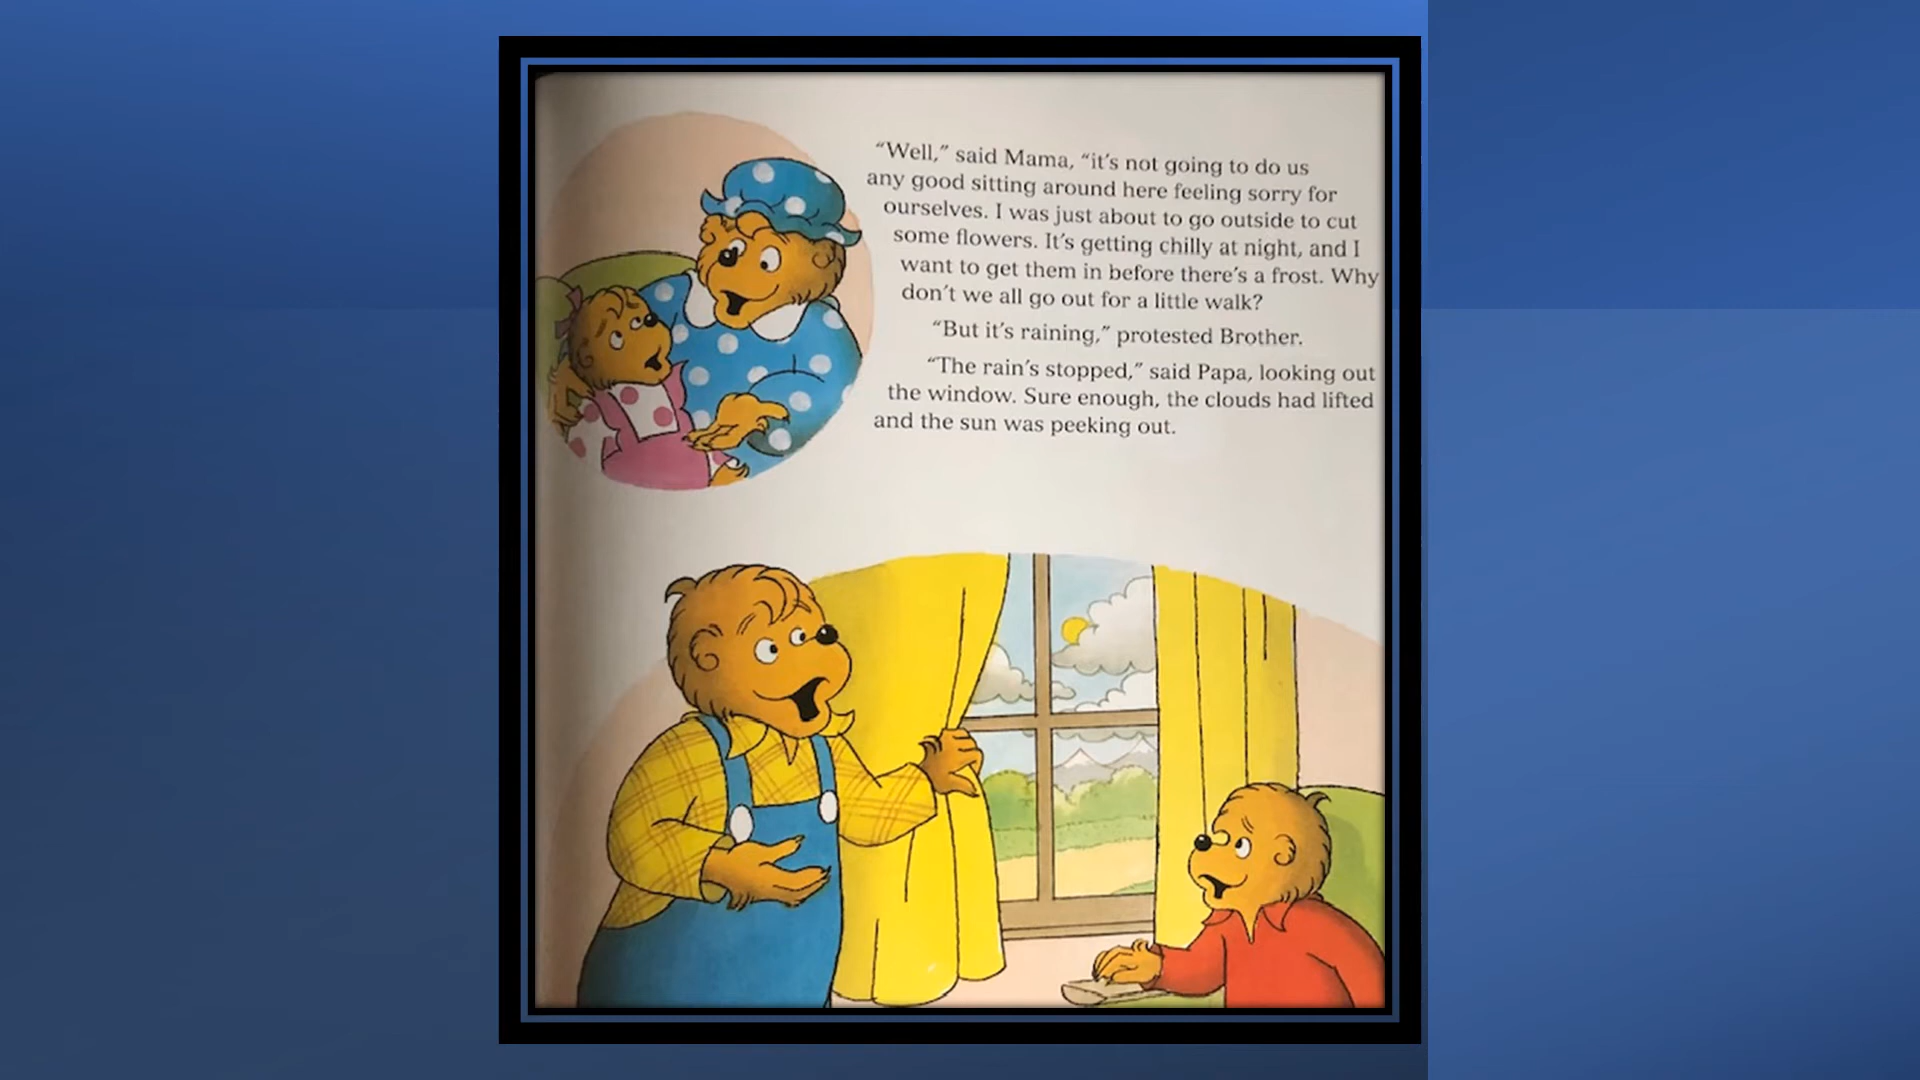 “Well,” said Mama, “it’s not going to do us
any good sitting around here feeling sorry for
ourselves. I was just about to go outside to cut
some flowers. It’s getting chilly at night, and I
want to get them in before there’s a frost. Why
don’t we all go out for a little walk?
“But it’s raining,” protested Brother.
“The rain’s stopped,” said Papa, looking out
the window. Sure enough, the clouds had lifted
and the sun was peeking out.